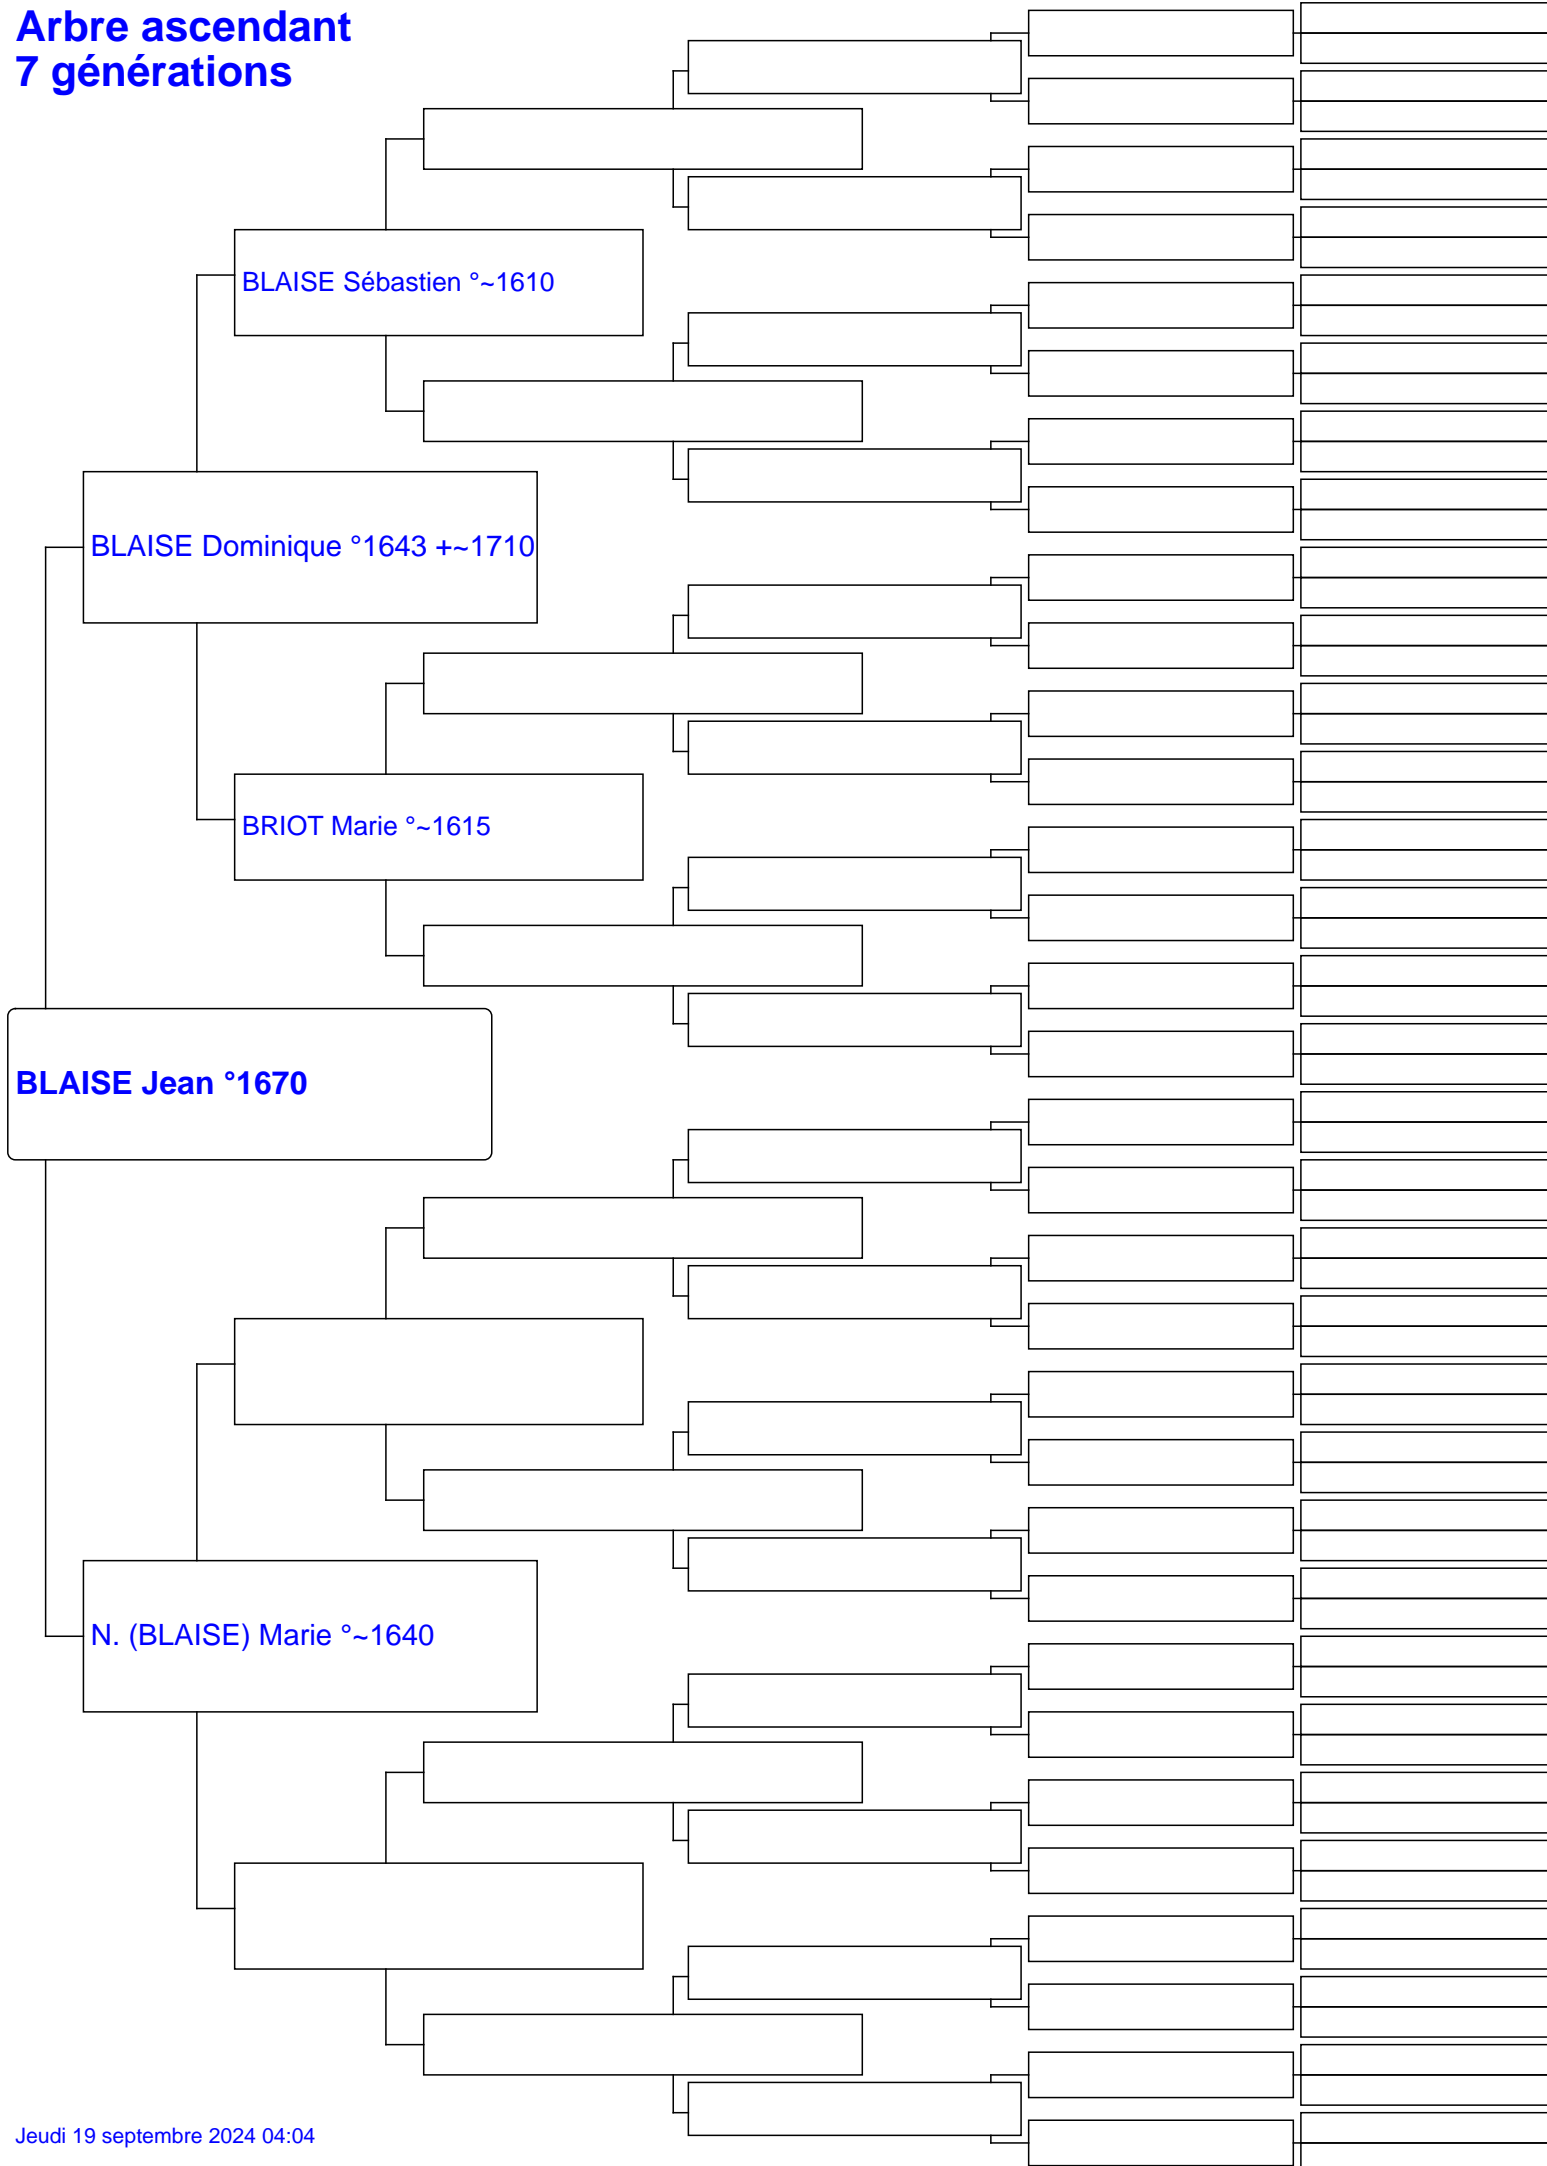 Arbre ascendant
7 générations
BLAISE Sébastien °~1610
BLAISE Dominique °1643 +~1710
BRIOT Marie °~1615
BLAISE Jean °1670
N. (BLAISE) Marie °~1640
Jeudi 19 septembre 2024 04:04